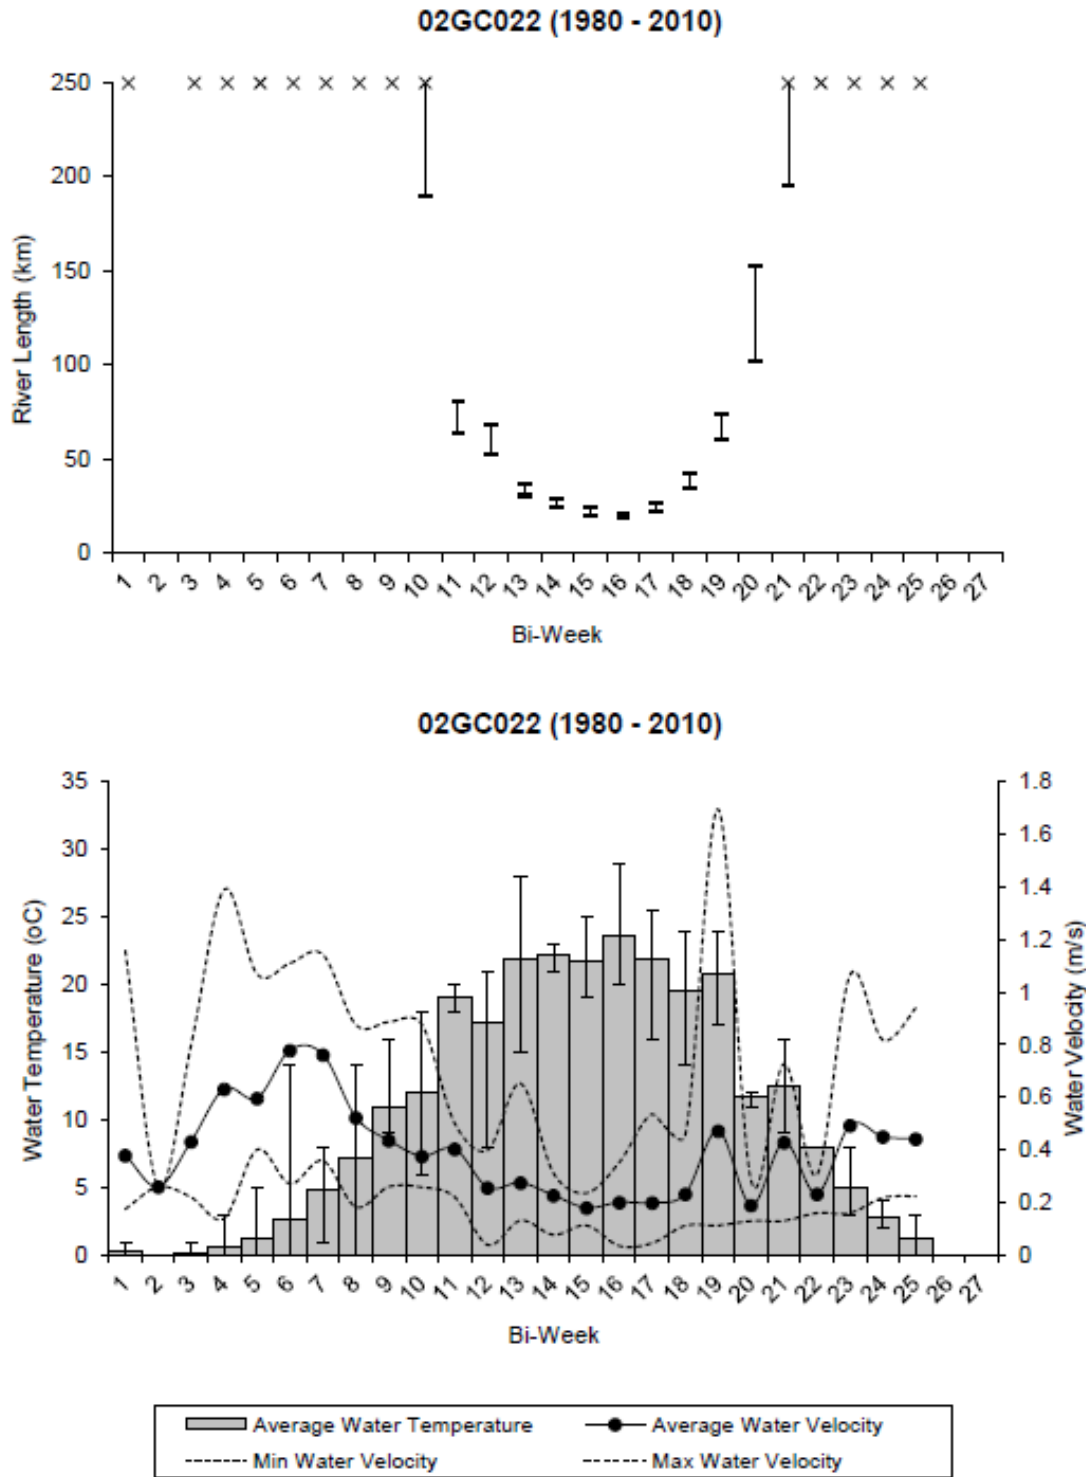 02GC022 (1980 - 2010)
250
200
150
100
50
0
River Length (km)
1 2 3 4 5 6 7 8 9 10 11 12 13 14 15 16 17 18 19 20 21 22 23 24 25 26 27
Bi-Week
02GC022 (1980 - 2010)
35
30
25
20
15
10
5
0
Water Temperature (oC)
1.8
1.6
1.4
1.2
1
0.8
0.6
0.4
0.2
0
Water Velocity (m/s)
1 2 3 4 5 6 7 8 9 10 11 12 13 14 15 16 17 18 19 20 21 22 23 24 25 26 27
Bi-Week
Average Water Temperature
Average Water Velocity
Min Water Velocity
Max Water Velocity